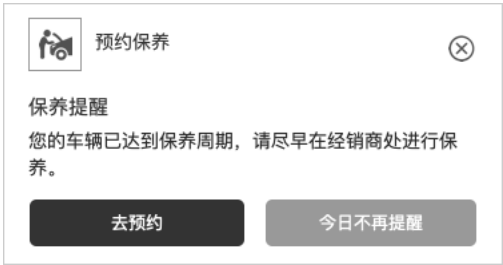 预约保养
保养提醒
您的车辆已达到保养周期，请尽早在经销商处进行保
养。
去预约
今日不再提醒